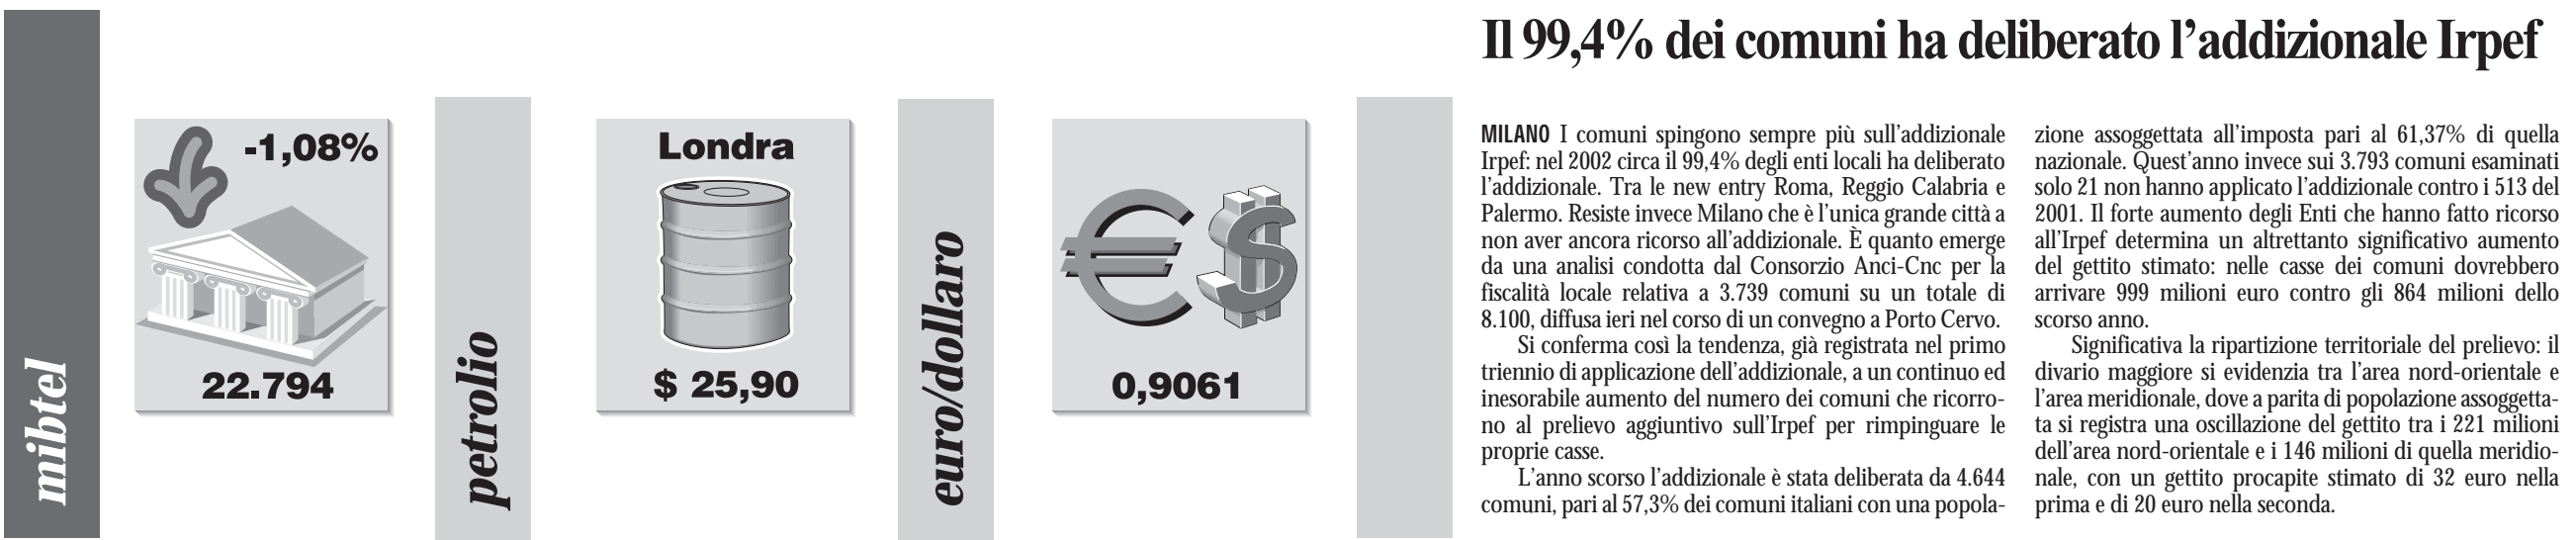 mibtel
-1,08%
22.794
petrolio
Londra
$ 25,90
euro/dollaro
0,9061
Il 99,4% dei comuni ha deliberato l'addizionale Irpef
MILANO I comuni spingono sempre più sull'addizionale
Irpef: nel 2002 circa il 99,4% degli enti locali ha deliberato
l'addizionale. Tra le new entry Roma, Reggio Calabria e
Palermo. Resiste invece Milano che è l'unica grande città a
non aver ancora ricorso all'addizionale. È quanto emerge
da una analisi condotta dal Consorzio Anci-Cnc per la
fiscalità locale relativa a 3.739 comuni su un totale di
8.100, diffusa ieri nel corso di un convegno a Porto Cervo.
Si conferma così la tendenza, già registrata nel primo
triennio di applicazione dell'addizionale, a un continuo ed
inesorabile aumento del numero dei comuni che ricorro-
no al prelievo aggiuntivo sull'Irpef per rimpinguare le
proprie casse.
L'anno scorso l'addizionale è stata deliberata da 4.644
comuni, pari al 57,3% dei comuni italiani con una popola-
zione assoggettata all'imposta pari al 61,37% di quella
nazionale. Quest'anno invece sui 3.793 comuni esaminati
solo 21 non hanno applicato l'addizionale contro i 513 del
2001. Il forte aumento degli Enti che hanno fatto ricorso
all'Irpef determina un altrettanto significativo aumento
del gettito stimato: nelle casse dei comuni dovrebbero
arrivare 999 milioni euro contro gli 864 milioni dello
scorso anno.
Significativa la ripartizione territoriale del prelievo: il
divario maggiore si evidenzia tra l'area nord-orientale e
l'area meridionale, dove a parita di popolazione assoggetta-
ta si registra una oscillazione del gettito tra i 221 milioni
dell'area nord-orientale e i 146 milioni di quella meridio-
nale, con un gettito procapite stimato di 32 euro nella
prima e di 20 euro nella seconda.